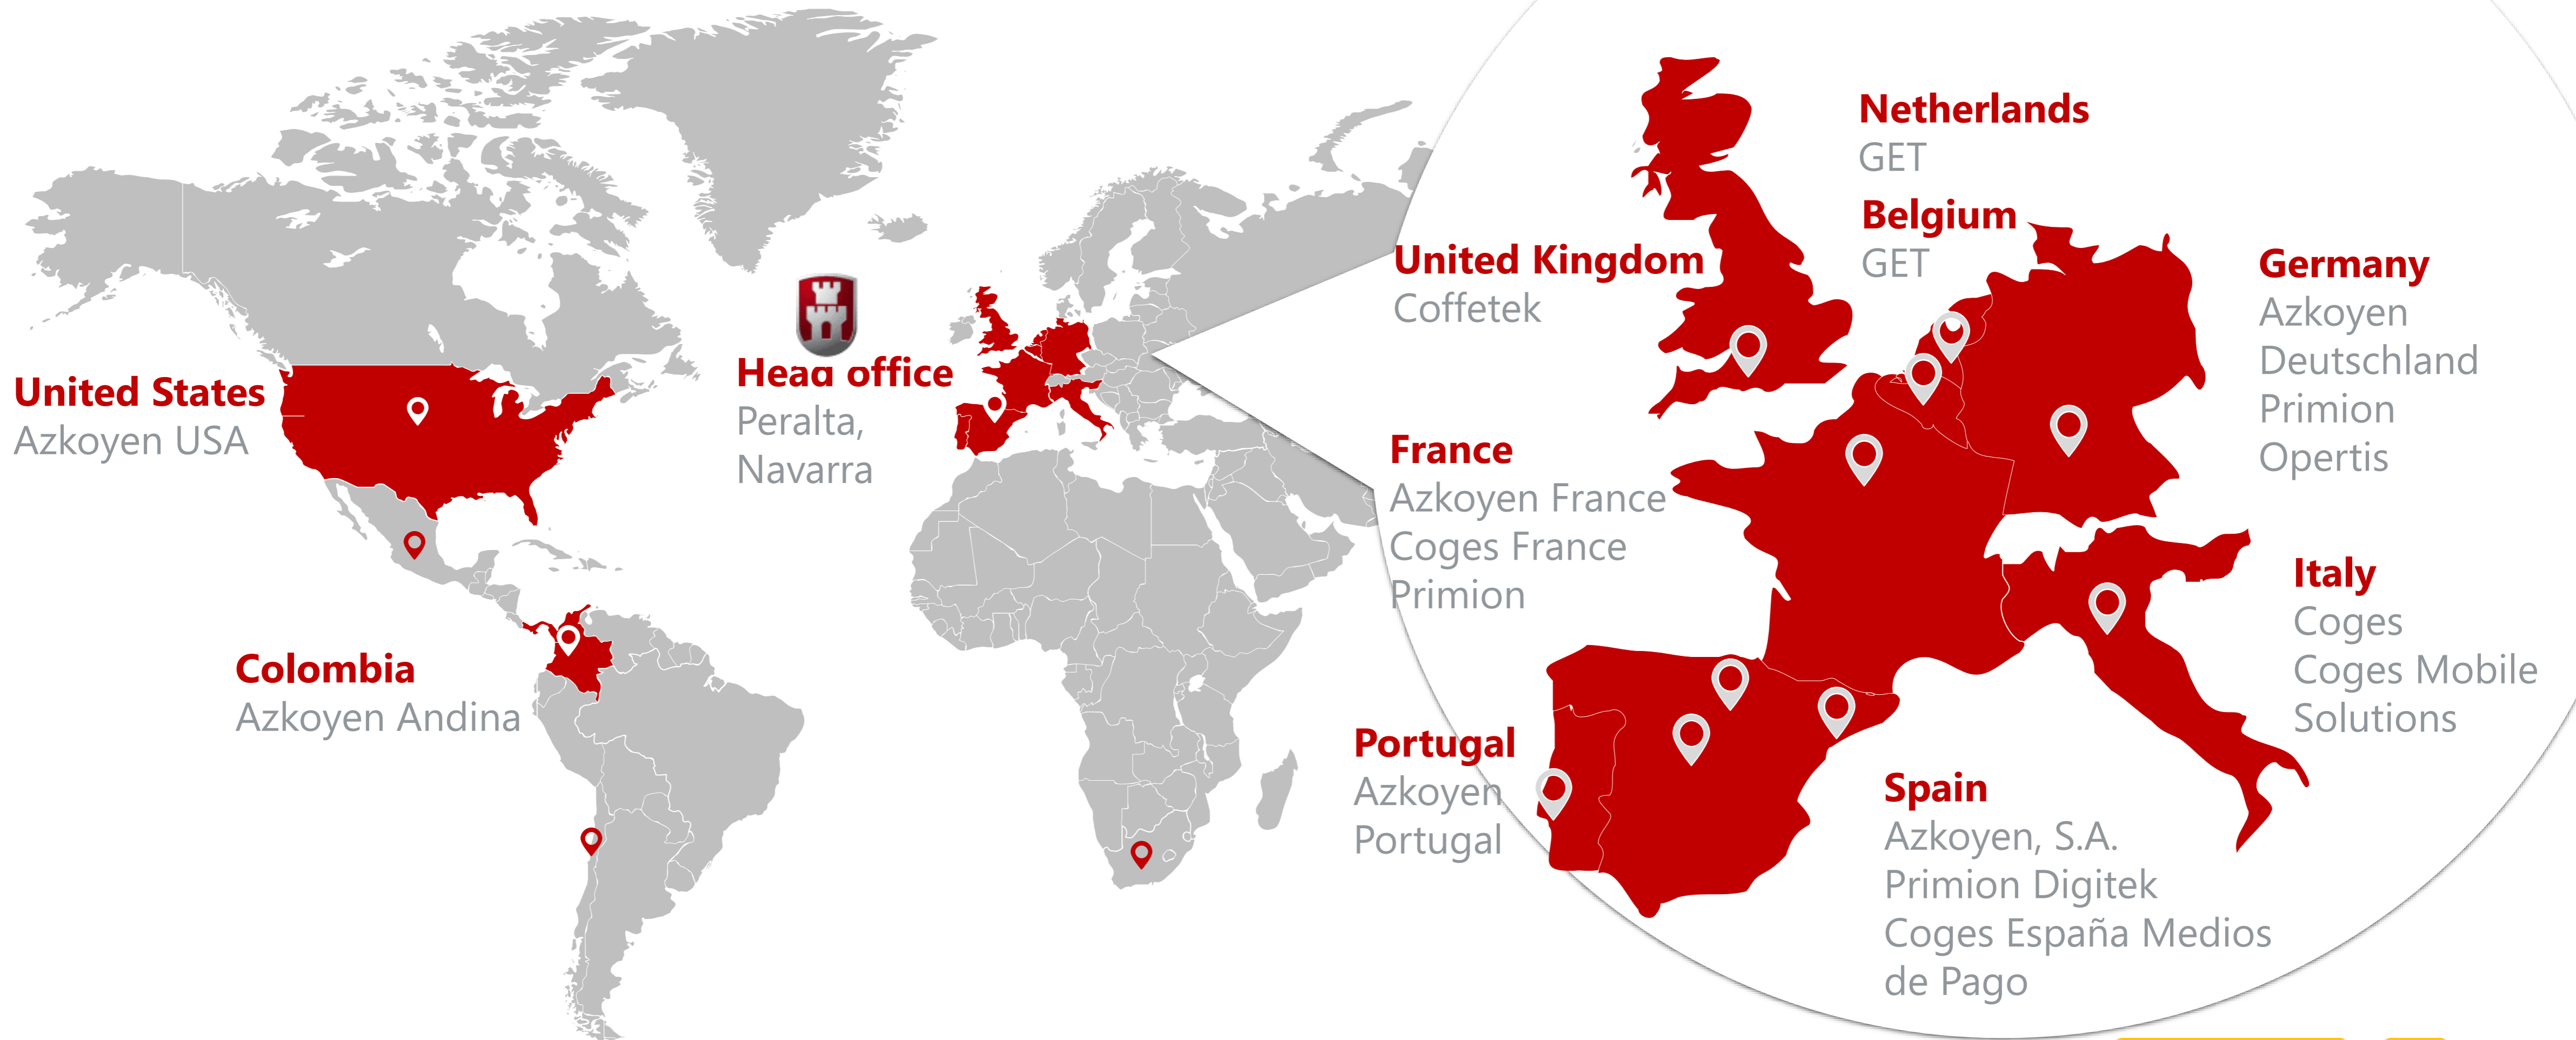 United States
Azkoyen USA
Colombia
Azkoyen Andina
Head office
Peralta,
Navarra
Netherlands
GET
Belgium
GET
United Kingdom
Coffetek
Germany
Azkoyen
Deutschland
Primion
Opertis
France
Azkoyen France
Coges France
Primion
Italy
Coges
Coges Mobile
Solutions
Portugal
Azkoyen
Portugal
Spain
Azkoyen, S.A.
Primion Digitek
Coges España Medios
de Pago